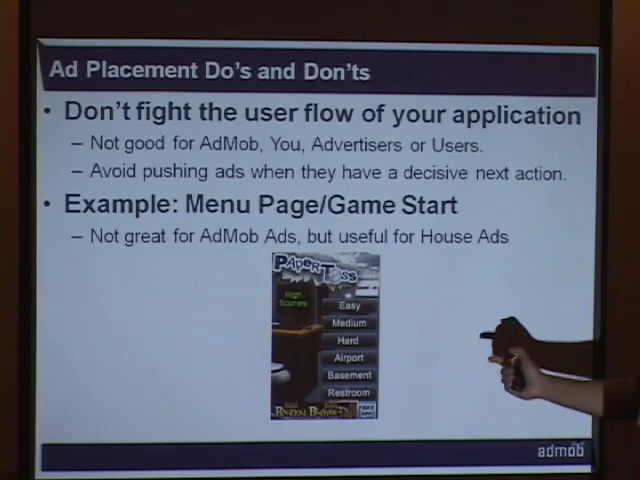 Ad Placement Do's and Don'ts
• Don't fight the user flow of your application
– Not good for AdMob, You, Advertisers or Users.
– Avoid pushing ads when they have a decisive next action.
• Example: Menu Page/Game Start
– Not great for AdMob Ads, but useful for House Ads
PAPER TOSS
High
Scores
Easy
Medium
Hard
Airport
Basement
Restroom
FREE
APP
admob